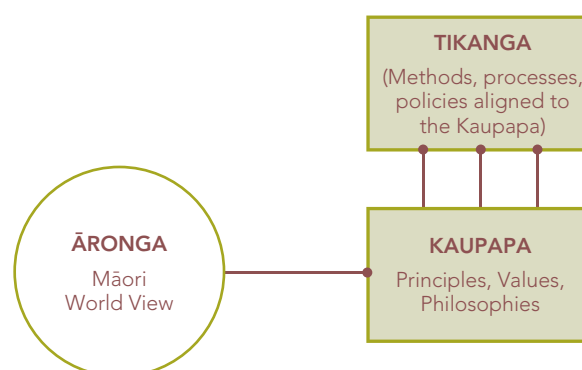 TIKANGA
(Methods, processes,
policies aligned to
the Kaupapa)
ĀRONGA
Māori
World View
KAUPAPA
Principles, Values,
Philosophies